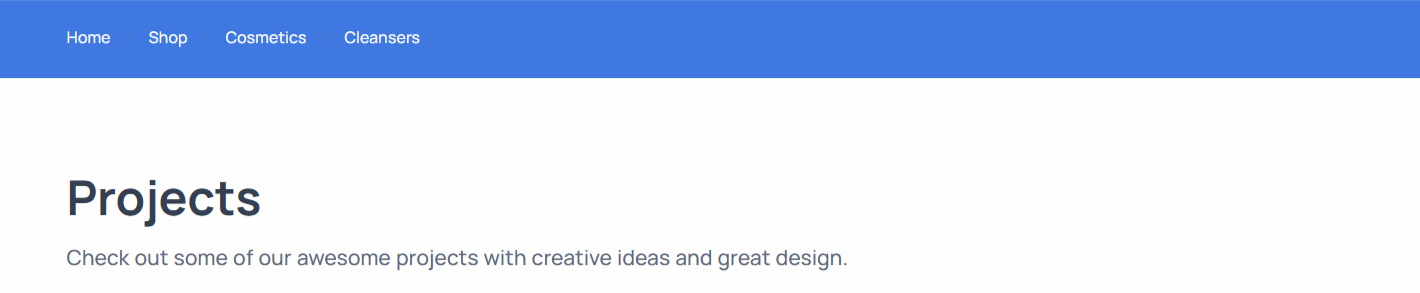 Home Shop Cosmetics Cleansers
Projects
Check out some of our awesome projects with creative ideas and great design.